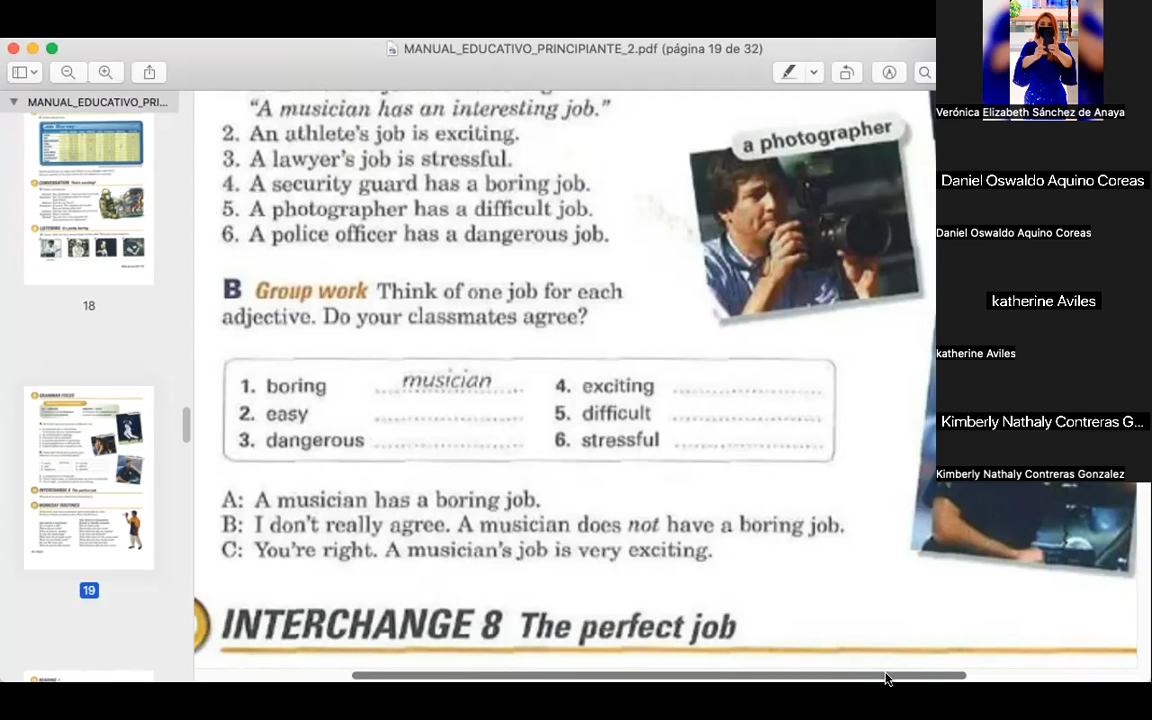 MANUAL_EDUCATIVO_PRINCIPIANTE_2.pdf (página 19 de 32)
MANUAL_EDUCATIVO_PRI...
18
19
"A musician has an interesting job."
2. An athlete's job is exciting.
3. A lawyer's job is stressful.
4. A security guard has a boring job.
5. A photographer has a difficult job.
6. A police officer has a dangerous job.
a photographer
B Group work Think of one job for each
adjective. Do your classmates agree?
1. boring musician 4. exciting
2. easy 5. difficult
3. dangerous 6. stressful
A: A musician has a boring job.
B: I don't really agree. A musician does not have a boring job.
C: You're right. A musician's job is very exciting.
INTERCHANGE 8 The perfect job
Verónica Elizabeth Sánchez de Anaya
Daniel Oswaldo Aquino Coreas
Daniel Oswaldo Aquino Coreas
katherine Aviles
katherine Aviles
Kimberly Nathaly Contreras G...
Kimberly Nathaly Contreras Gonzalez